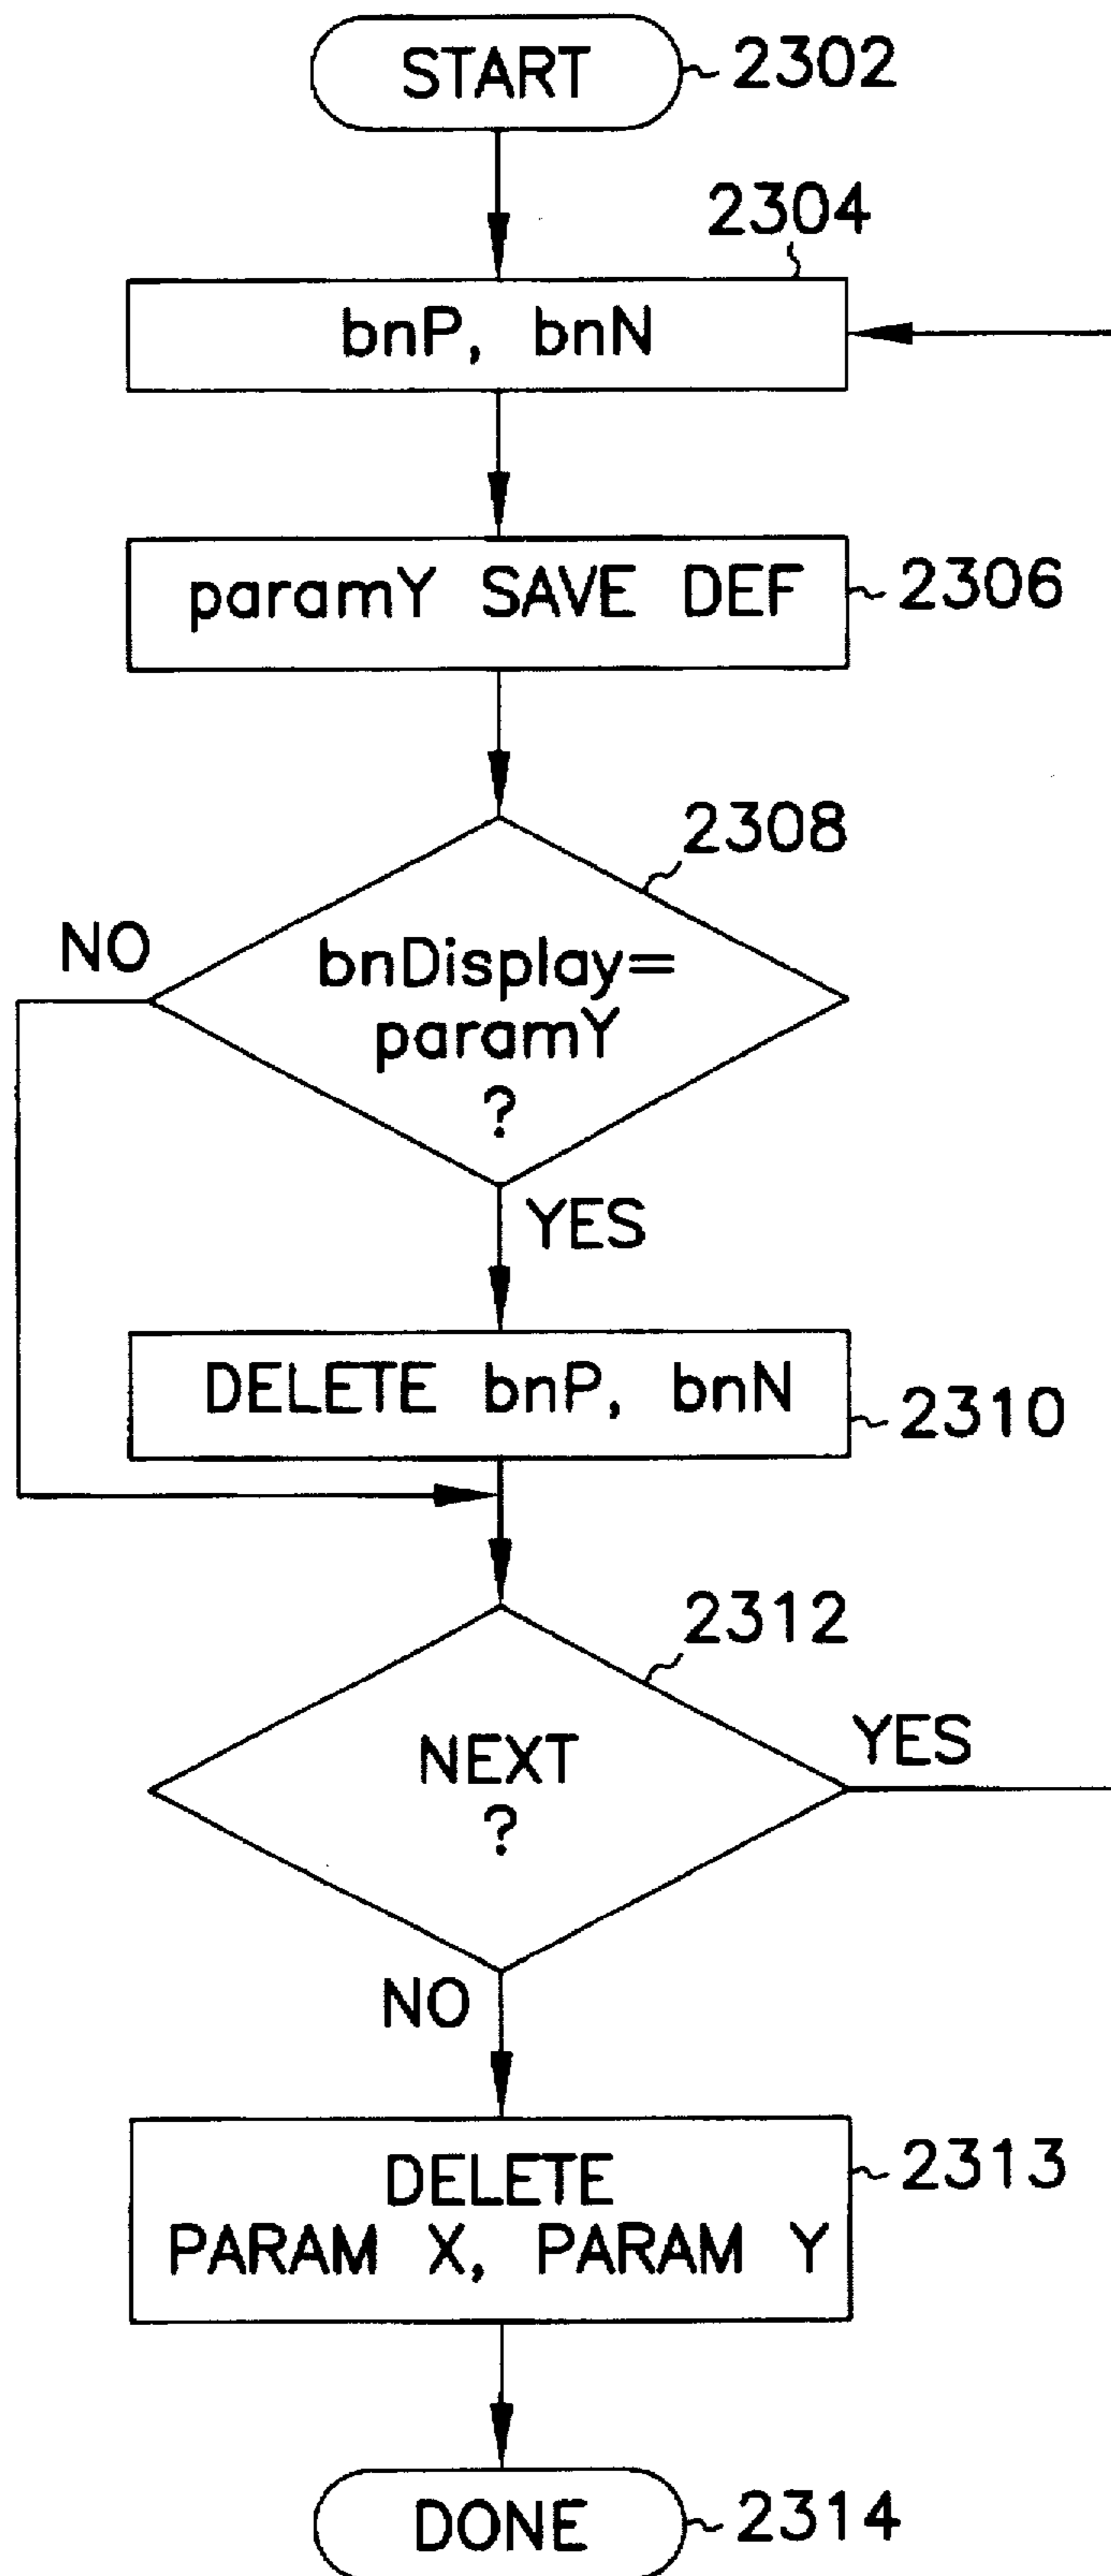 START 2302
2304
bnP, bnN
paramY SAVE DEF 2306
2308
NO
bnDisplay=
paramY
?
YES
DELETE bnP, bnN 2310
2312
NEXT
?
YES
NO
DELETE
PARAM X, PARAM Y
2313
DONE 2314